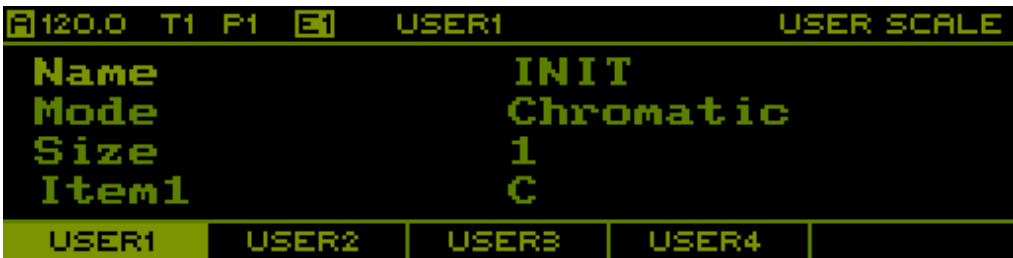 A 120.0 T1 P1 E1 USER1 USER SCALE
Name INIT
Mode Chromatic
Size 1
Item1 C
USER1 USER2 USER3 USER4